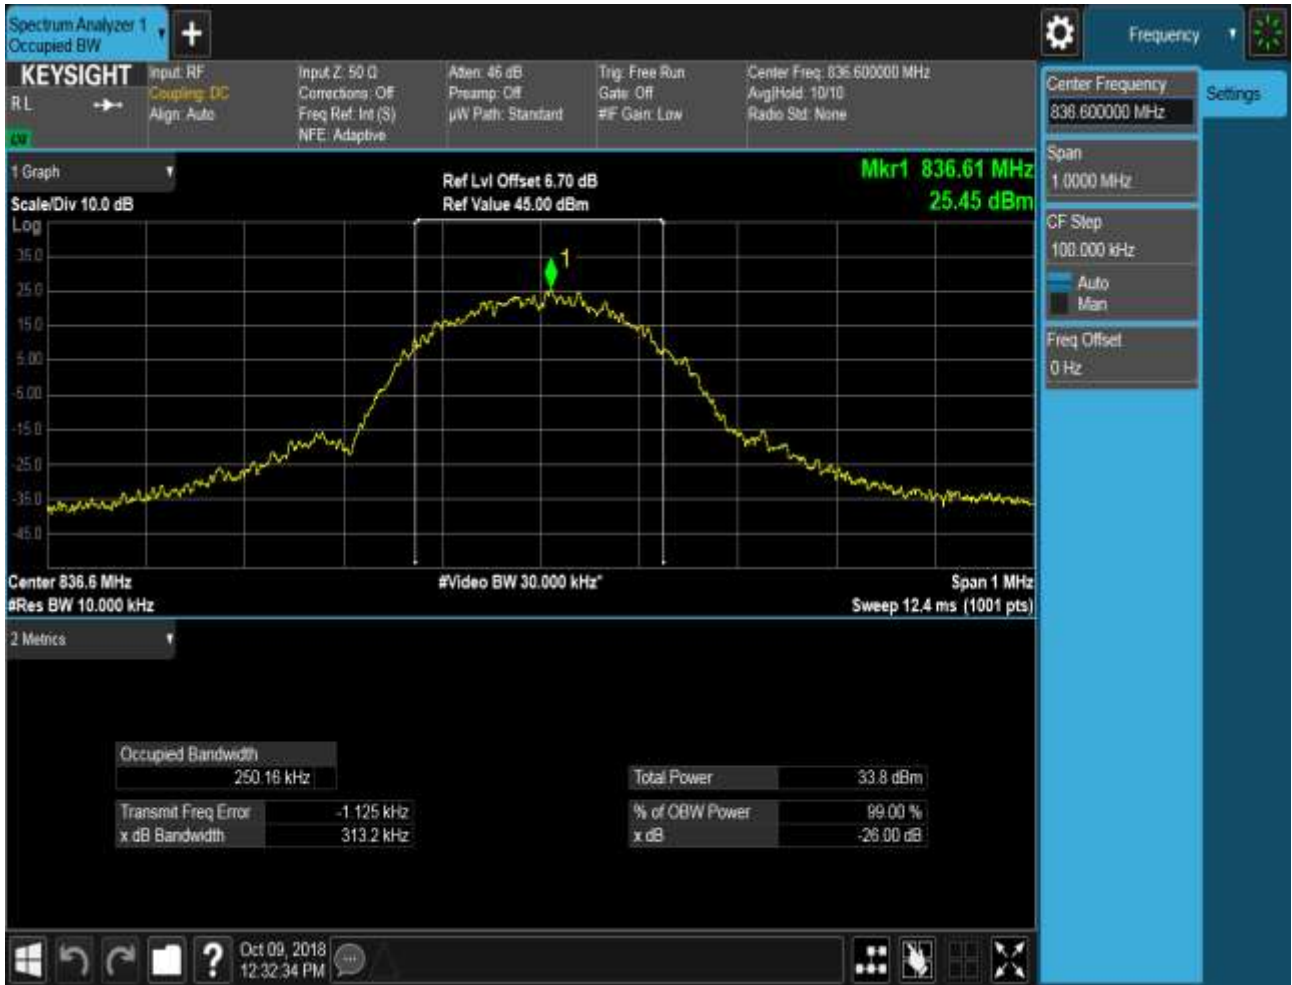 Spectrum Analyzer 1
Occupied BW
Frequency
KEYSIGHT
RL
Input: RF
Coupling: DC
Align: Auto
Input Z: 50 Ω
Corrections: Off
Freq Ref: Int (S)
NFE: Adaptive
Atten: 46 dB
Preamp: Off
µW Path: Standard
Trig: Free Run
Gate: Off
#IF Gain: Low
Center Freq: 836.600000 MHz
Avg|Hold: 10/10
Radio Std: None
LW
Center Frequency
836.600000 MHz
Settings
Span
1.0000 MHz
CF Step
100.000 kHz
Auto
Man
Freq Offset
0 Hz
1 Graph
Scale/Div 10.0 dB
Ref Lvl Offset 6.70 dB
Ref Value 45.00 dBm
Mkr1 836.61 MHz
25.45 dBm
Log
35.0
25.0
15.0
5.00
-5.00
-15.0
-25.0
-35.0
-45.0
1
Center 836.6 MHz
#Video BW 30.000 kHz*
Span 1 MHz
#Res BW 10.000 kHz
Sweep 12.4 ms (1001 pts)
2 Metrics
Occupied Bandwidth
250.16 kHz
Total Power 33.8 dBm
Transmit Freq Error -1.125 kHz
% of OBW Power 99.00 %
x dB Bandwidth 313.2 kHz
x dB -26.00 dB
?
Oct 09, 2018
12:32:34 PM